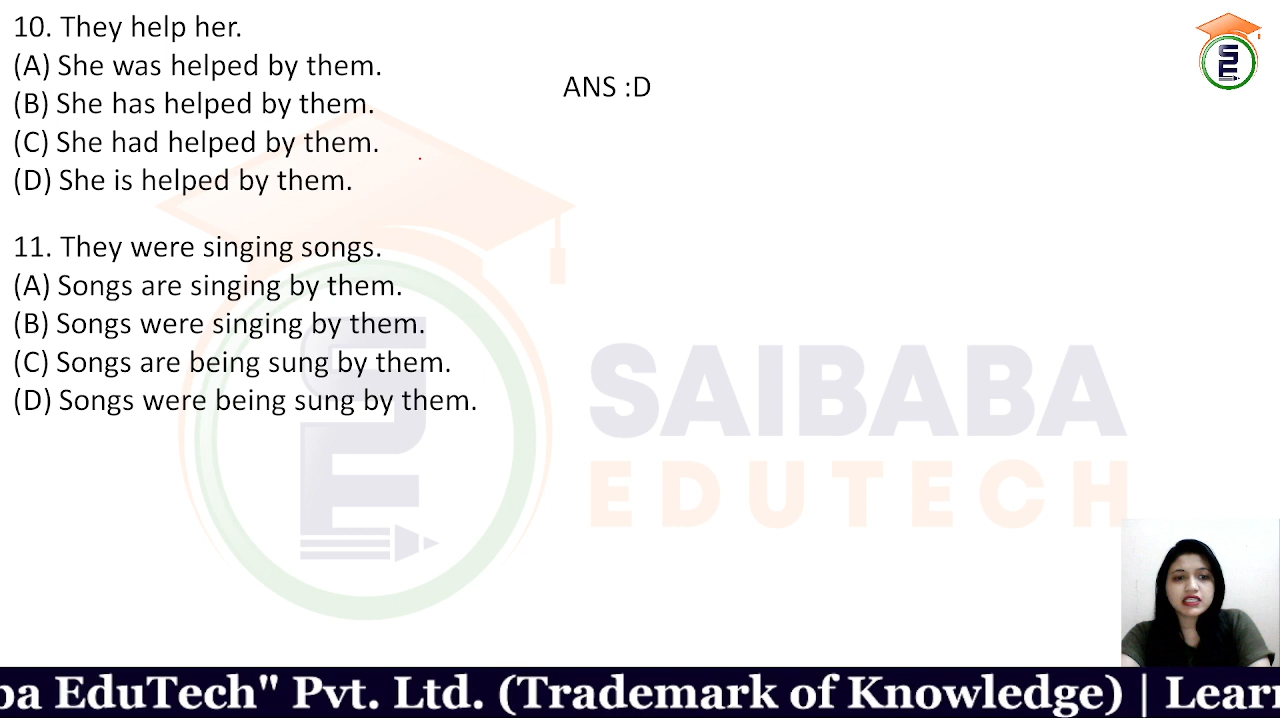 10. They help her.
(A) She was helped by them.
(B) She has helped by them.
(C) She had helped by them.
(D) She is helped by them.
ANS :D
11. They were singing songs.
(A) Songs are singing by them.
(B) Songs were singing by them.
(C) Songs are being sung by them.
(D) Songs were being sung by them.
SAIBABA
EDUTECH
ba EduTech" Pvt. Ltd. (Trademark of Knowledge) | Lear